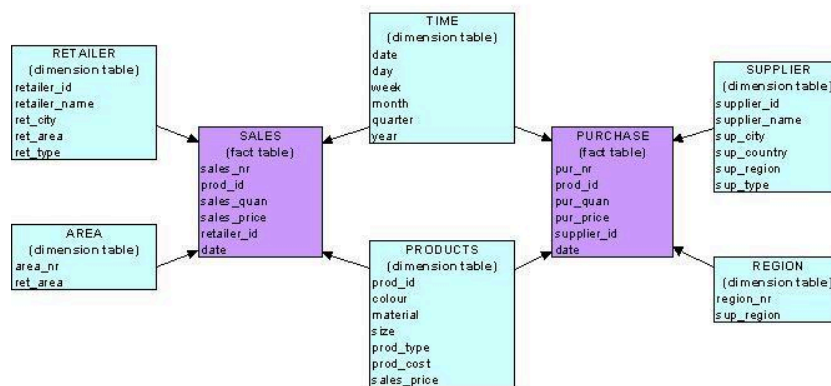 TIME
(dimension table)
date
day
week
month
quarter
year
RETAILER
(dimension table)
retailer_id
retailer_name
ret_city
ret_area
ret_type
SALES
(fact table)
sales_nr
prod_id
sales_quan
sales_price
retailer_id
date
PURCHASE
(fact table)
pur_nr
prod_id
pur_quan
pur_price
supplier_id
date
SUPPLIER
(dimension table)
supplier_id
supplier_name
sup_city
sup_country
sup_region
sup_type
AREA
(dimension table)
area_nr
ret_area
PRODUCTS
(dimension table)
prod_id
colour
material
size
prod_type
prod_cost
sales_price
REGION
(dimension table)
region_nr
sup_region